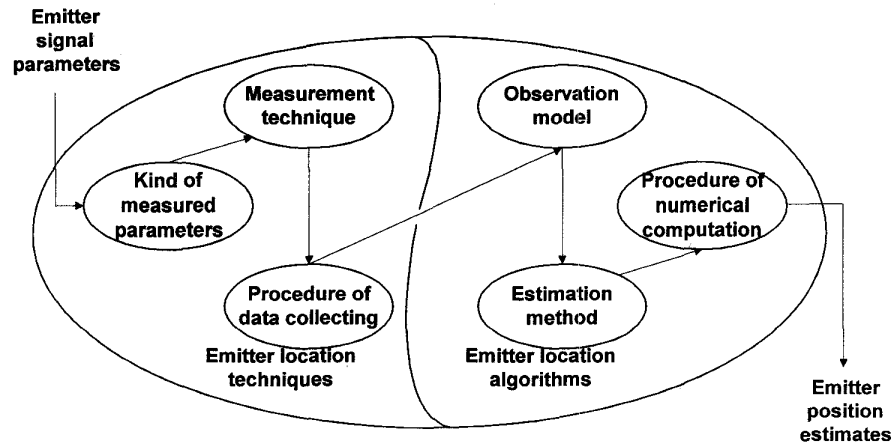 Emitter
signal
parameters
Measurement
technique
Observation
model
Kind of
measured
parameters
Procedure of
numerical
computation
Procedure of
data collecting
Estimation
method
Emitter location
techniques
Emitter location
algorithms
Emitter
position
estimates